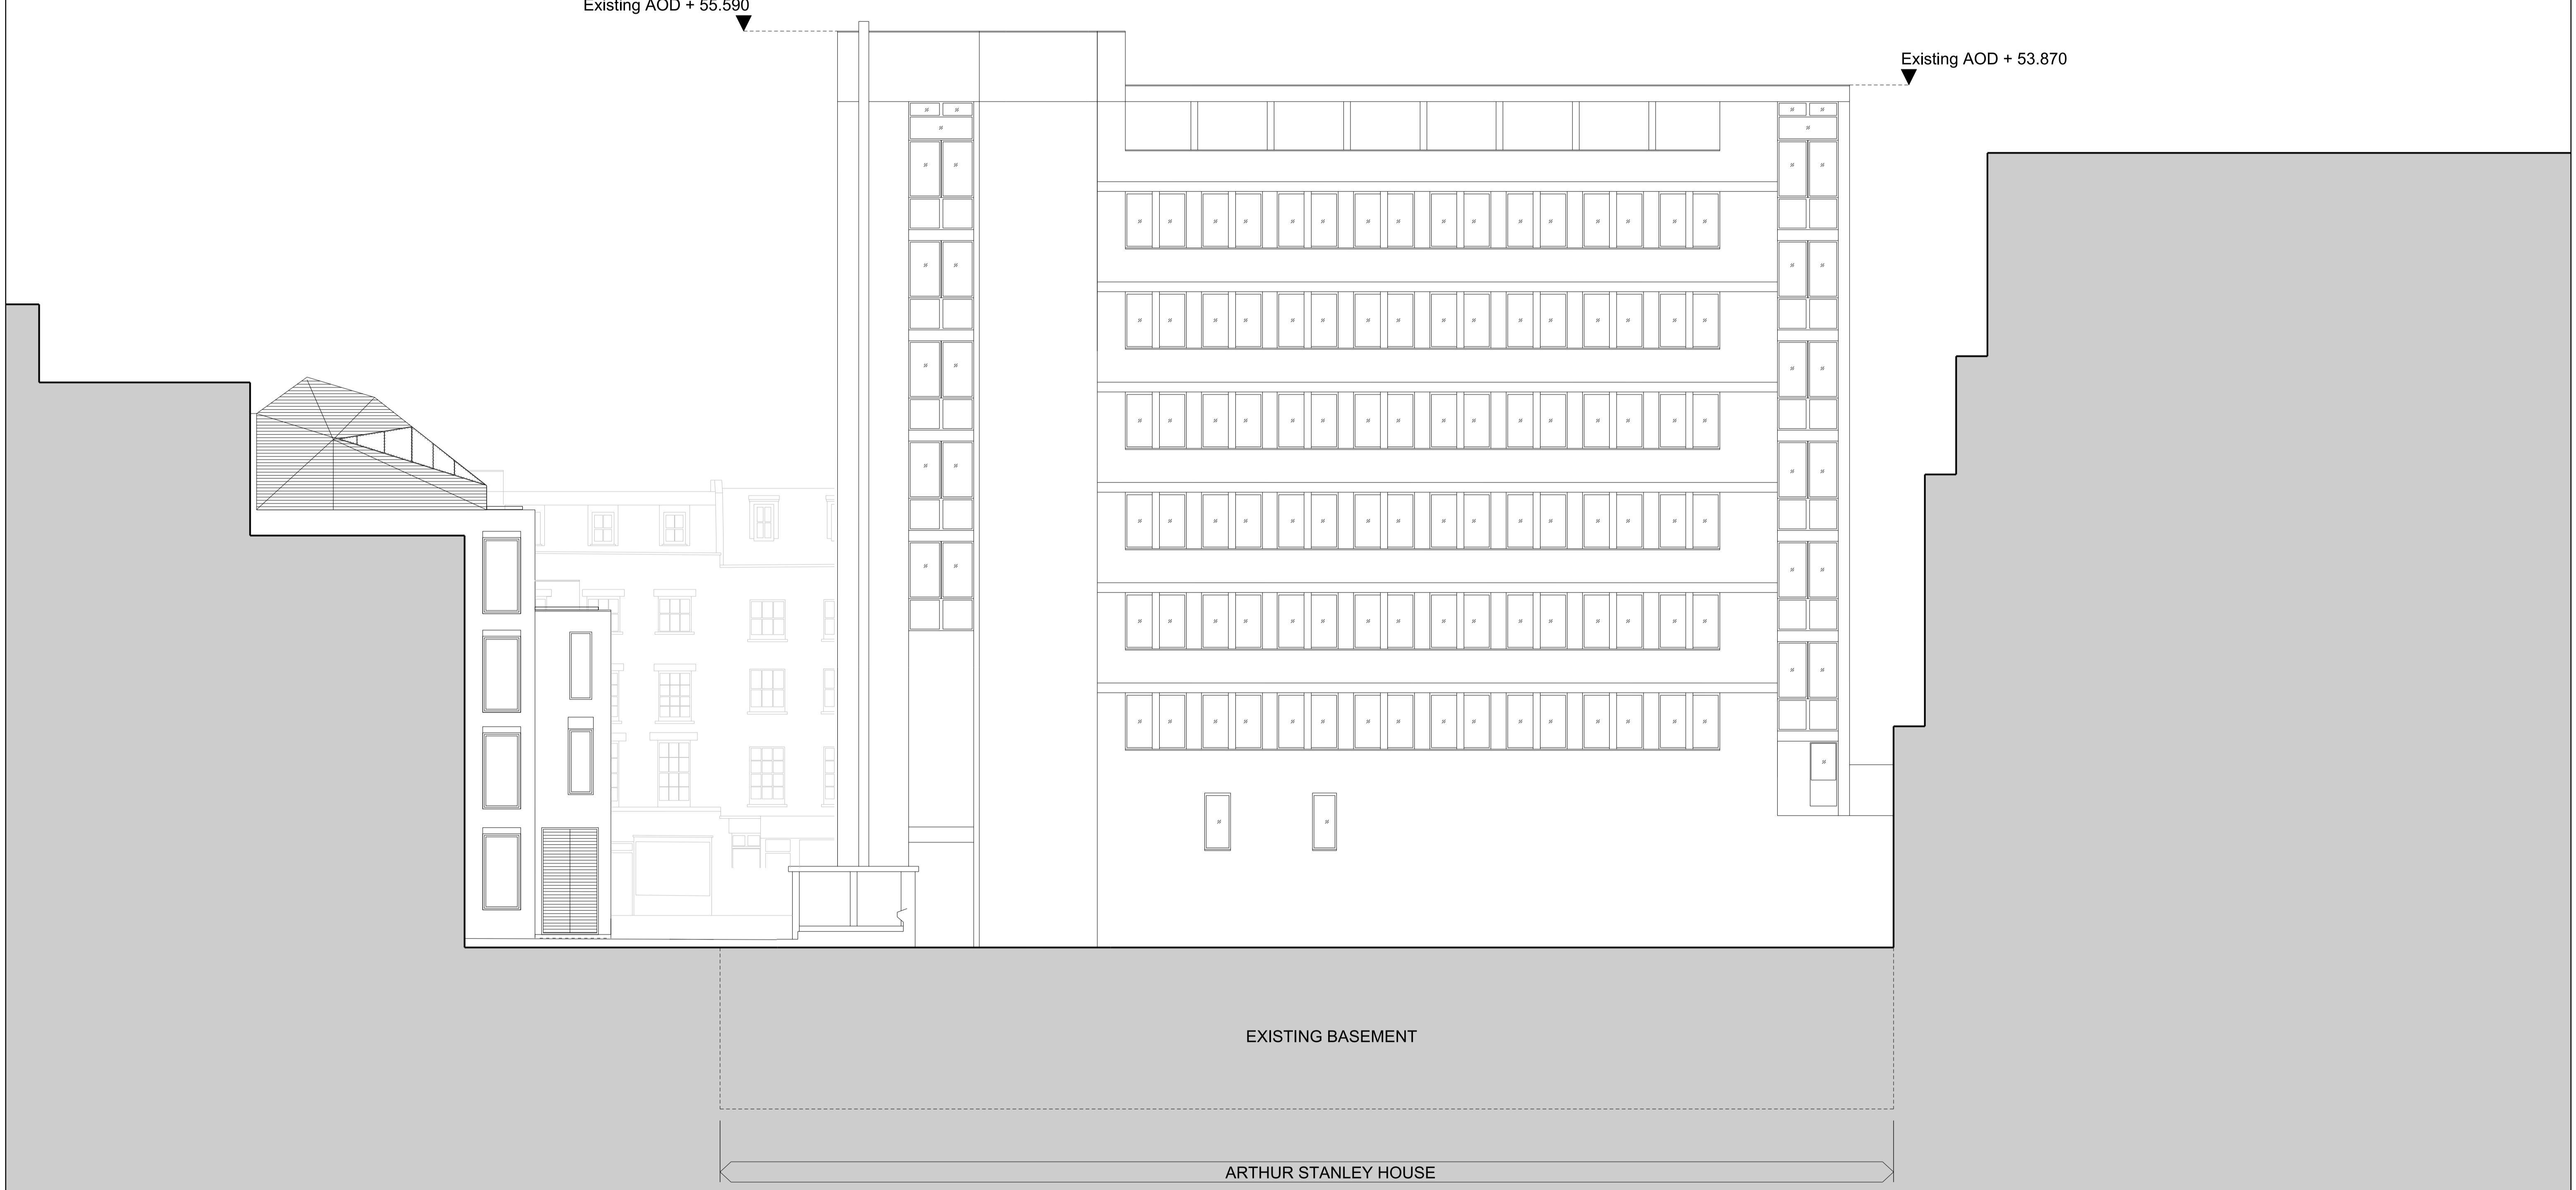 Existing AOD + 55.590
Existing AOD + 53.870
EXISTING BASEMENT
ARTHUR STANLEY HOUSE